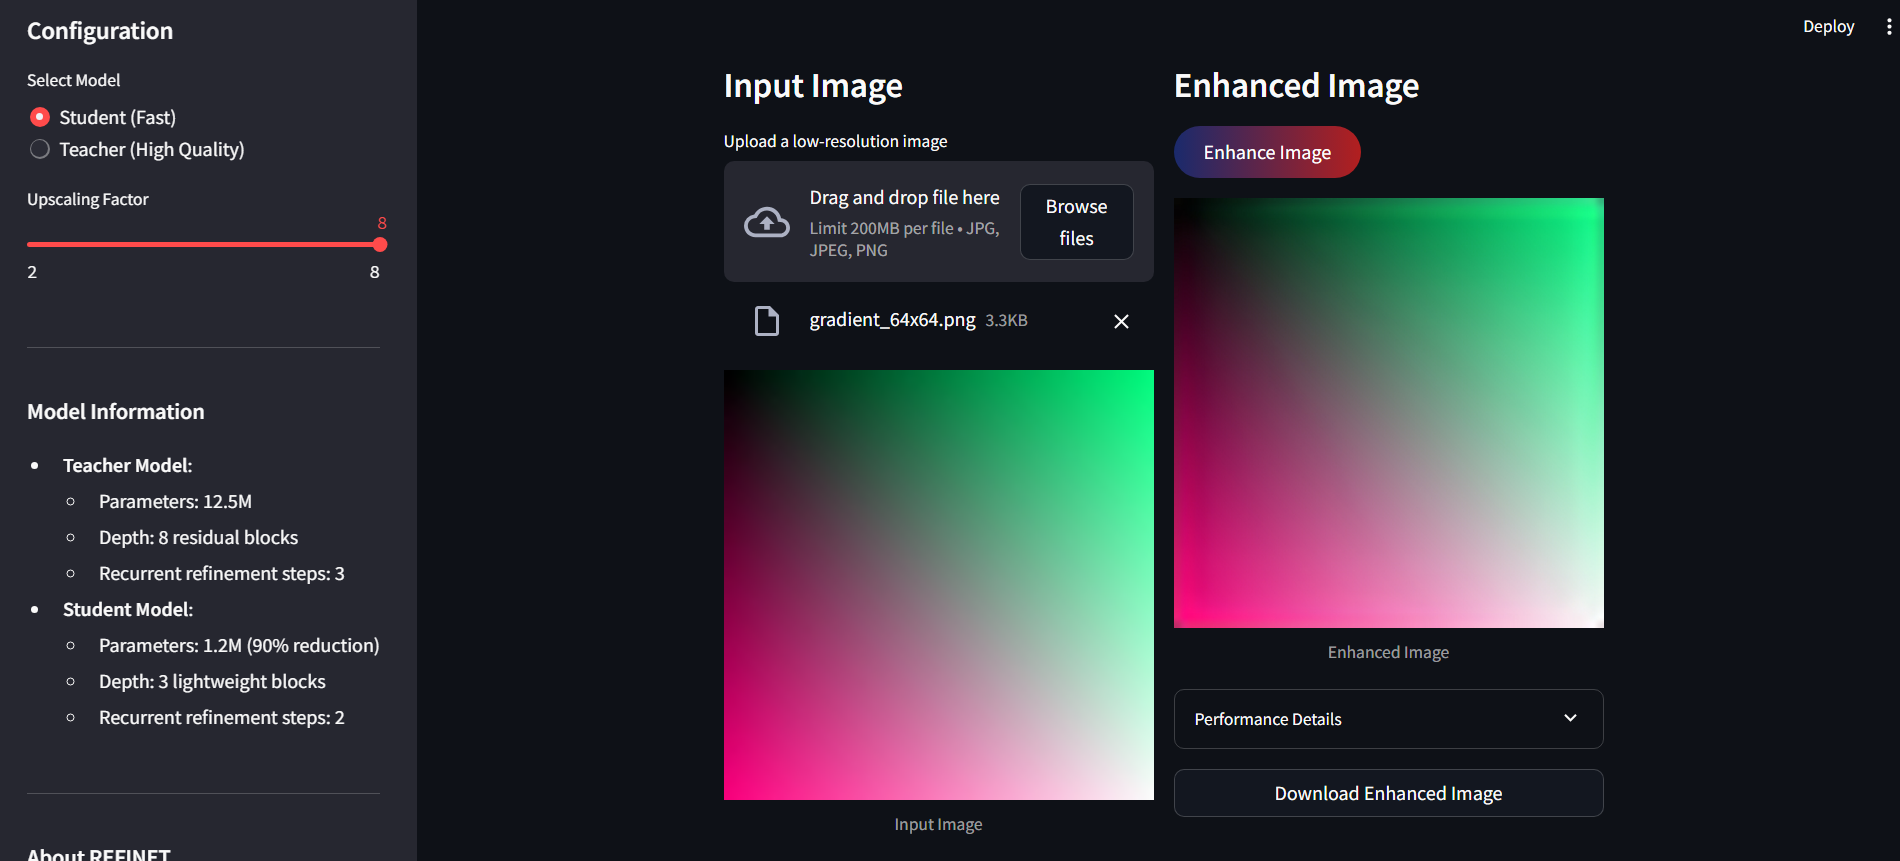 Configuration
Select Model
Student (Fast)
Teacher (High Quality)
Upscaling Factor
8
2
8
Model Information
Teacher Model:
Parameters: 12.5M
Depth: 8 residual blocks
Recurrent refinement steps: 3
Student Model:
Parameters: 1.2M (90% reduction)
Depth: 3 lightweight blocks
Recurrent refinement steps: 2
About REFINET
Deploy
Input Image
Upload a low-resolution image
Drag and drop file here
Limit 200MB per file • JPG,
JPEG, PNG
Browse
files
gradient_64x64.png 3.3KB
Input Image
Enhanced Image
Enhance Image
Enhanced Image
Performance Details
Download Enhanced Image